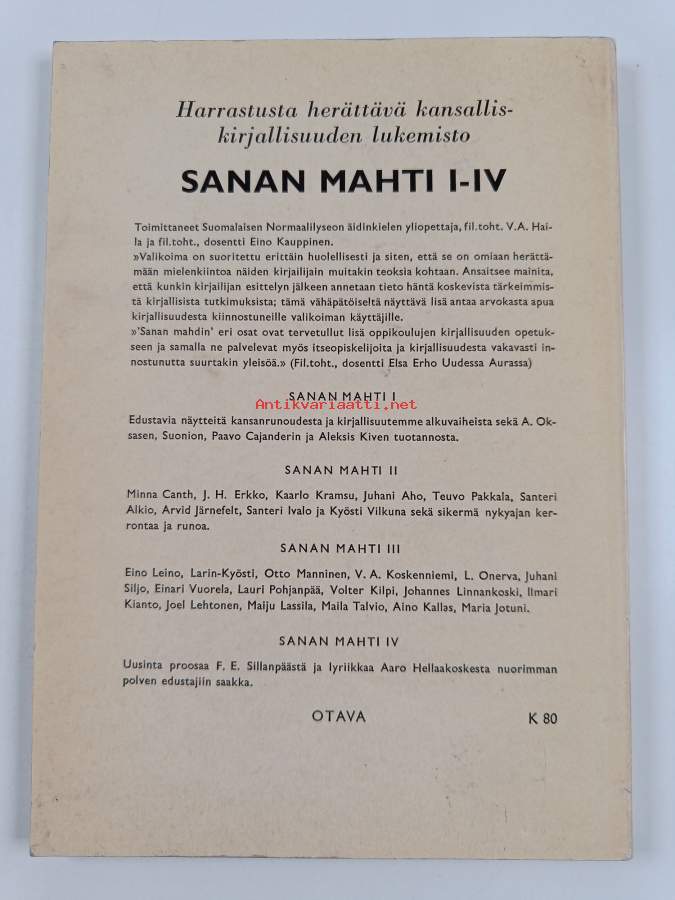 Harrastusta herättävä kansallis-
kirjallisuuden lukemisto
SANAN MAHTI I-IV
Toimittaneet Suomalaisen Normaalilyseon äidinkielen yliopettaja, fil.toht. V.A. Hai-
la ja fil.toht., dosentti Eino Kauppinen.
»Valikoima on suoritettu erittäin huolellisesti ja siten, että se on omiaan herättä-
mään mielenkiintoa näiden kirjailijain muitakin teoksia kohtaan. Ansaitsee mainita,
että kunkin kirjailijan esittelyn jälkeen annetaan tieto häntä koskevista tärkeimmis-
tä kirjallisista tutkimuksista; tämä vähäpätöiseltä näyttävä lisä antaa arvokasta apua
kirjallisuudesta kiinnostuneille valikoiman käyttäjille.
»'Sanan mahdin' eri osat ovat tervetullut lisä oppikoulujen kirjallisuuden opetuk-
seen ja samalla ne palvelevat myös itseopiskelijoita ja kirjallisuudesta vakavasti in-
nostunutta suurtakin yleisöä.» (Fil.toht., dosentti Elsa Erho Uudessa Aurassa)
SANAN MAHTI I
Antikvariaatti.net
Edustavia näytteitä kansanrunoudesta ja kirjallisuutemme alkuvaiheista sekä A. Ok-
sasen, Suonion, Paavo Cajanderin ja Aleksis Kiven tuotannosta.
SANAN MAHTI II
Minna Canth, J. H. Erkko, Kaarlo Kramsu, Juhani Aho, Teuvo Pakkala, Santeri
Alkio, Arvid Järnefelt, Santeri Ivalo ja Kyösti Vilkuna sekä sikermä nykyajan ker-
rontaa ja runoa.
SANAN MAHTI III
Eino Leino, Larin-Kyösti, Otto Manninen, V. A. Koskenniemi, L. Onerva, Juhani
Siljo, Einari Vuorela, Lauri Pohjanpää, Volter Kilpi, Johannes Linnankoski, Ilmari
Kianto, Joel Lehtonen, Maiju Lassila, Maila Talvio, Aino Kallas, Maria Jotuni.
SANAN MAHTI IV
Uusinta proosaa F. E. Sillanpäästä ja lyriikkaa Aaro Hellaakoskesta nuorimman
polven edustajiin saakka.
OTAVA
K 80